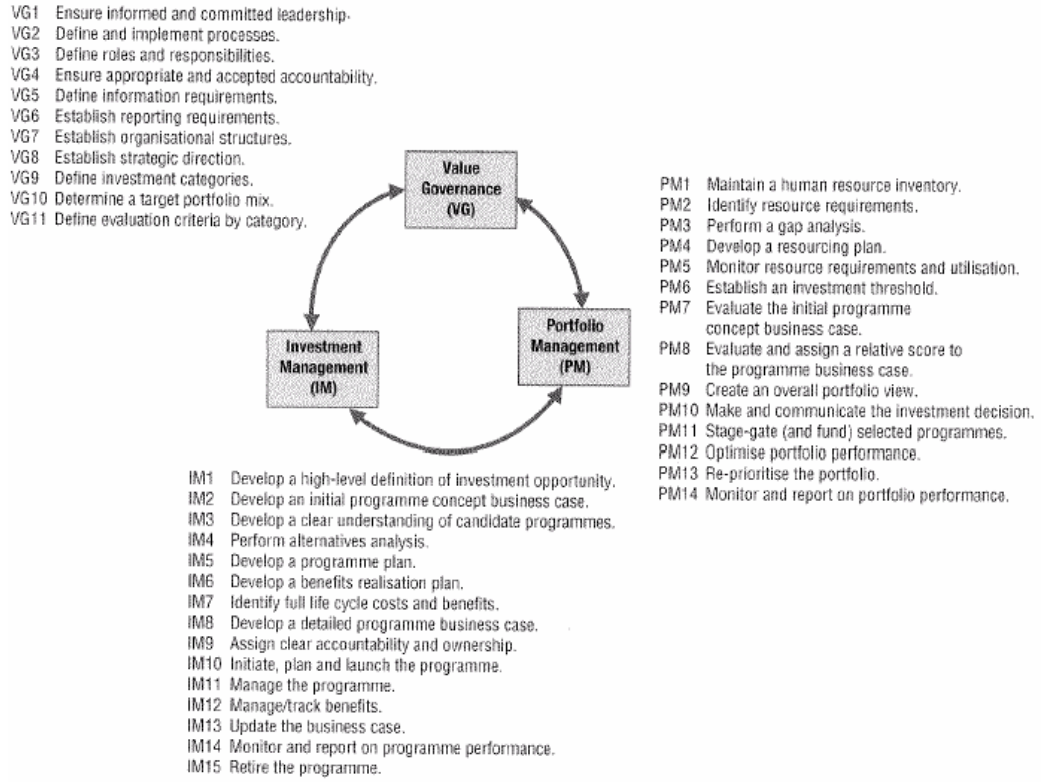 VG1 Ensure informed and committed leadership.
VG2 Define and implement processes.
VG3 Define roles and responsibilities.
VG4 Ensure appropriate and accepted accountability.
VG5 Define information requirements.
VG6 Establish reporting requirements.
VG7 Establish organisational structures.
VG8 Establish strategic direction.
VG9 Define investment categories.
VG10 Determine a target portfolio mix.
VG11 Define evaluation criteria by category.
Value
Governance
(VG)
PM1 Maintain a human resource inventory.
PM2 Identify resource requirements.
PM3 Perform a gap analysis.
PM4 Develop a resourcing plan.
PM5 Monitor resource requirements and utilisation.
PM6 Establish an investment threshold.
PM7 Evaluate the initial programme
concept business case.
PM8 Evaluate and assign a relative score to
the programme business case.
PM9 Create an overall portfolio view.
PM10 Make and communicate the investment decision.
PM11 Stage-gate (and fund) selected programmes.
PM12 Optimise portfolio performance.
PM13 Re-prioritise the portfolio.
PM14 Monitor and report on portfolio performance.
Portfolio
Management
(PM)
Investment
Management
(IM)
IM1 Develop a high-level definition of investment opportunity.
IM2 Develop an initial programme concept business case.
IM3 Develop a clear understanding of candidate programmes.
IM4 Perform alternatives analysis.
IM5 Develop a programme plan.
IM6 Develop a benefits realisation plan.
IM7 Identify full life cycle costs and benefits.
IM8 Develop a detailed programme business case.
IM9 Assign clear accountability and ownership.
IM10 Initiate, plan and launch the programme.
IM11 Manage the programme.
IM12 Manage/track benefits.
IM13 Update the business case.
IM14 Monitor and report on programme performance.
IM15 Retire the programme.